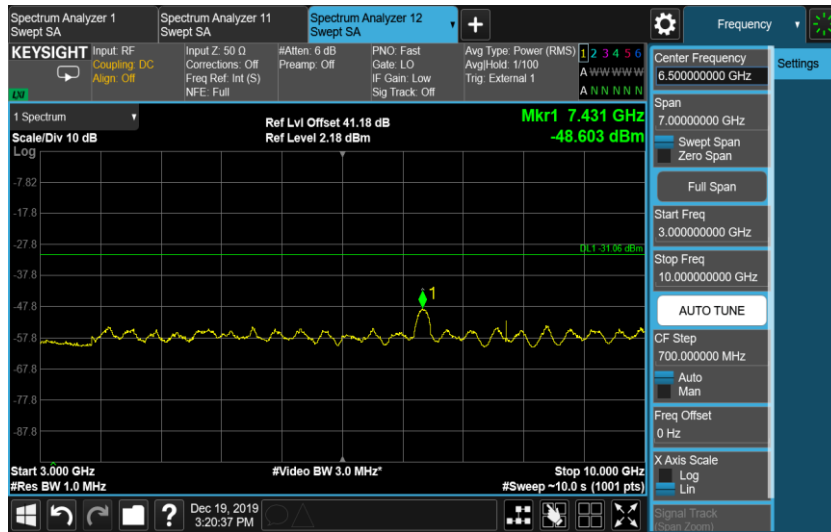 Spectrum Analyzer 1
Swept SA
Spectrum Analyzer 11
Swept SA
Spectrum Analyzer 12
Swept SA
Frequency
KEYSIGHT
LXI
Input: RF
Coupling: DC
Align: Off
Input Z: 50 Ω
Corrections: Off
Freq Ref: Int (S)
NFE: Full
#Atten: 6 dB
Preamp: Off
PNO: Fast
Gate: LO
IF Gain: Low
Sig Track: Off
Avg Type: Power (RMS)
Avg|Hold: 1/100
Trig: External 1
1 2 3 4 5 6
A W W W W W
A N N N N N
1 Spectrum
Scale/Div 10 dB
Log
Ref Lvl Offset 41.18 dB
Ref Level 2.18 dBm
Mkr1 7.431 GHz
-48.603 dBm
-7.82
-17.8
-27.8
DL1 -31.06 dBm
-37.8
1
-47.8
-57.8
-67.8
-77.8
-87.8
Start 3.000 GHz
#Video BW 3.0 MHz*
Stop 10.000 GHz
#Res BW 1.0 MHz
#Sweep ~10.0 s (1001 pts)
Center Frequency
6.500000000 GHz
Settings
Span
7.00000000 GHz
Swept Span
Zero Span
Full Span
Start Freq
3.000000000 GHz
Stop Freq
10.000000000 GHz
AUTO TUNE
CF Step
700.000000 MHz
Auto
Man
Freq Offset
0 Hz
X Axis Scale
Log
Lin
Signal Track
(Span Zoom)
?
Dec 19, 2019
3:20:37 PM